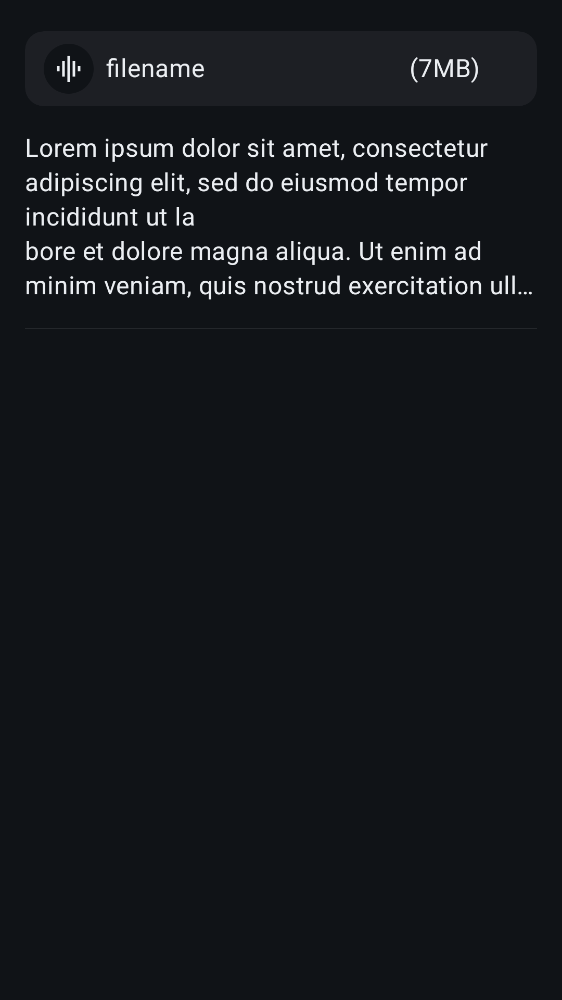 filename (7MB)
Lorem ipsum dolor sit amet, consectetur
adipiscing elit, sed do eiusmod tempor
incididunt ut la
bore et dolore magna aliqua. Ut enim ad
minim veniam, quis nostrud exercitation ull…